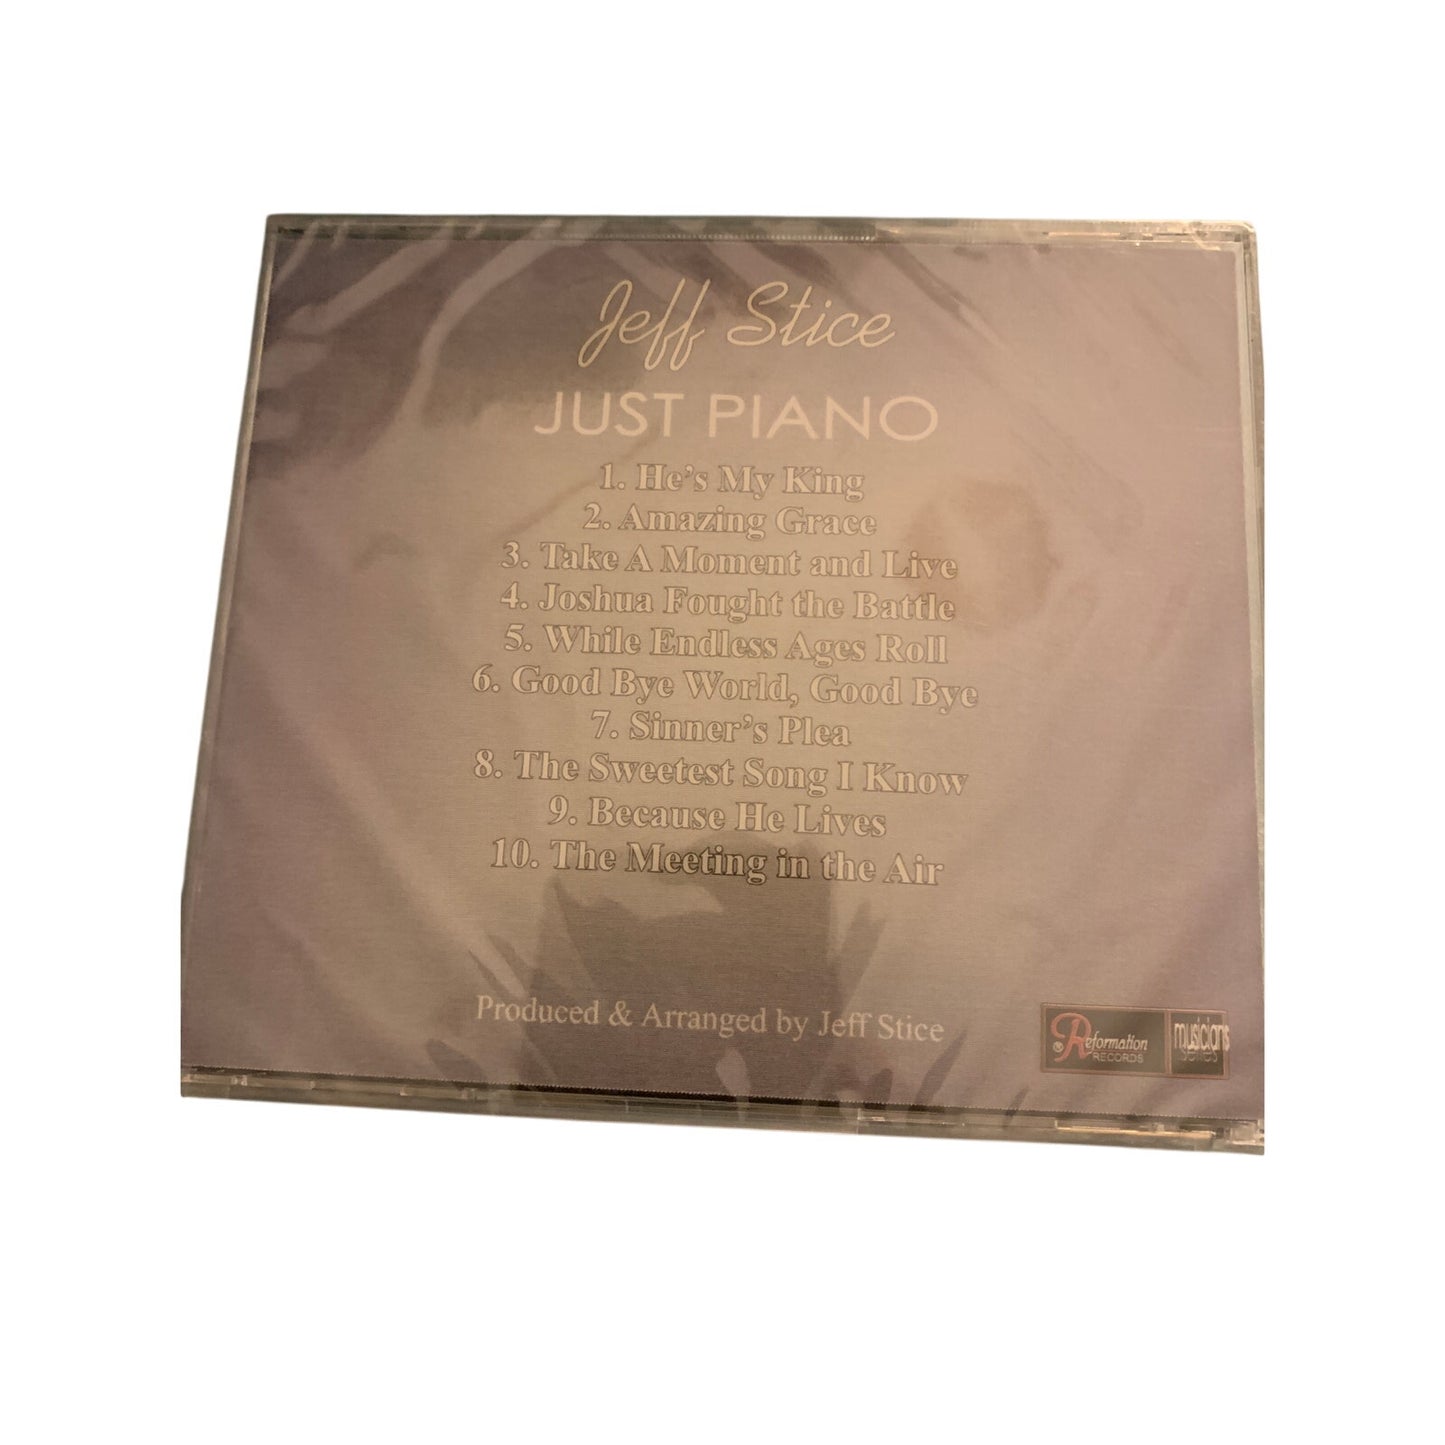 Jeff Stice
JUST PIANO
1. He's My King
2. Amazing Grace
3. Take A Moment and Live
4. Joshua Fought the Battle
5. While Endless Ages Roll
6. Good Bye World, Good Bye
7. Sinner's Plea
8. The Sweetest Song I Know
9. Because He Lives
10. The Meeting in the Air
Produced & Arranged by Jeff Stice
® Reformation
RECORDS
musicians
series